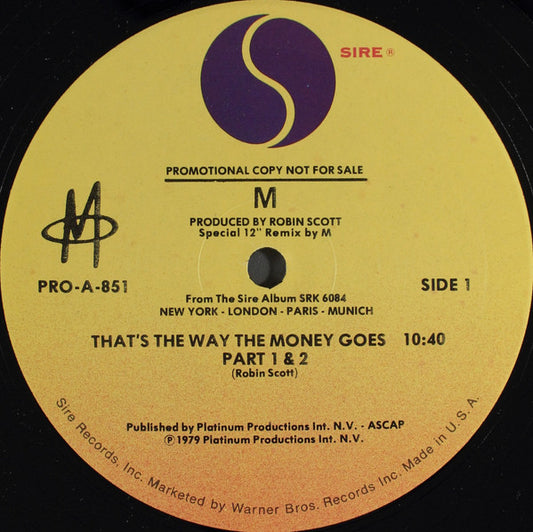 SIRE ®
PROMOTIONAL COPY NOT FOR SALE
M
PRODUCED BY ROBIN SCOTT
Special 12" Remix by M
M
PRO-A-851
SIDE 1
From The Sire Album SRK 6084
NEW YORK - LONDON - PARIS - MUNICH
THAT'S THE WAY THE MONEY GOES 10:40
PART 1 & 2
(Robin Scott)
Published by Platinum Productions Int. N.V. - ASCAP
℗ 1979 Platinum Productions Int. N.V.
Sire Records, Inc. Marketed by Warner Bros. Records Inc. Made in U.S.A.